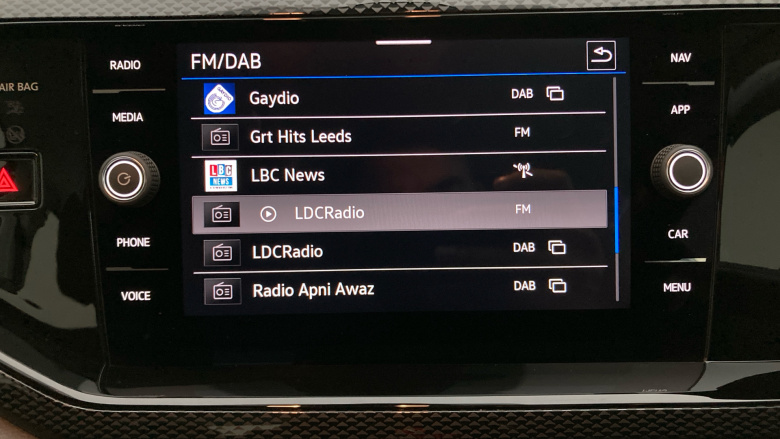 FM/DAB
RADIO
NAV
AIR BAG
GAYDIO
Gaydio
DAB
MEDIA
APP
Grt Hits Leeds
FM
LBC
NEWS
LBC News
LDCRadio
FM
PHONE
CAR
LDCRadio
DAB
VOICE
MENU
Radio Apni Awaz
DAB